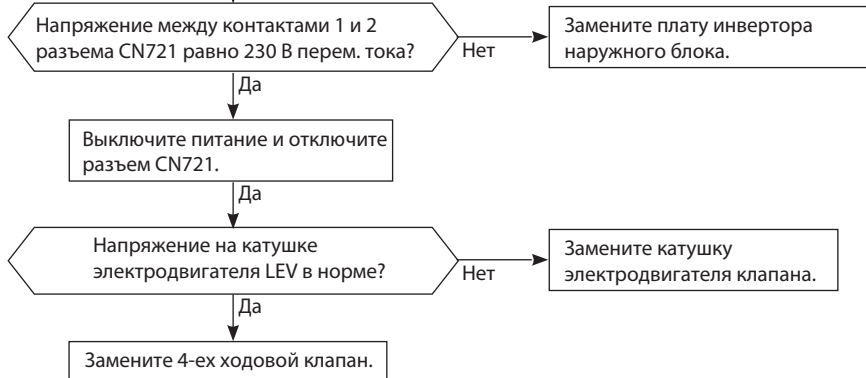 Напряжение между контактами 1 и 2
разъема CN721 равно 230 В перем. тока?
Нет
Замените плату инвертора
наружного блока.
Да
Выключите питание и отключите
разъем CN721.
Да
Напряжение на катушке
электродвигателя LEV в норме?
Нет
Замените катушку
электродвигателя клапана.
Да
Замените 4-ех ходовой клапан.